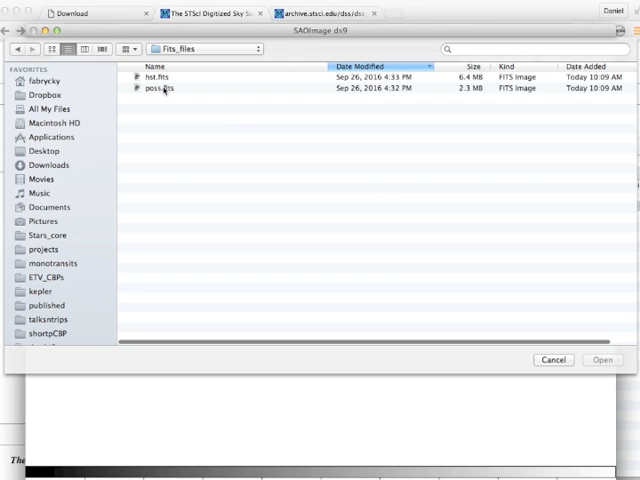 Download
The STScI Digitized Sky Su
archive.stsci.edu/dss/dss
Daniel
SAOImage ds9
Fits_files
FAVORITES
fabrycky
Dropbox
All My Files
Macintosh HD
Applications
Desktop
Downloads
Movies
Music
Documents
Pictures
Stars_core
projects
monotransits
ETV_CBPs
kepler
published
talksntrips
shortpCBP
Name Date Modified Size Kind Date Added
hst.fits Sep 26, 2016 4:33 PM 6.4 MB FITS Image Today 10:09 AM
poss.fits Sep 26, 2016 4:32 PM 2.3 MB FITS Image Today 10:09 AM
Cancel Open
The